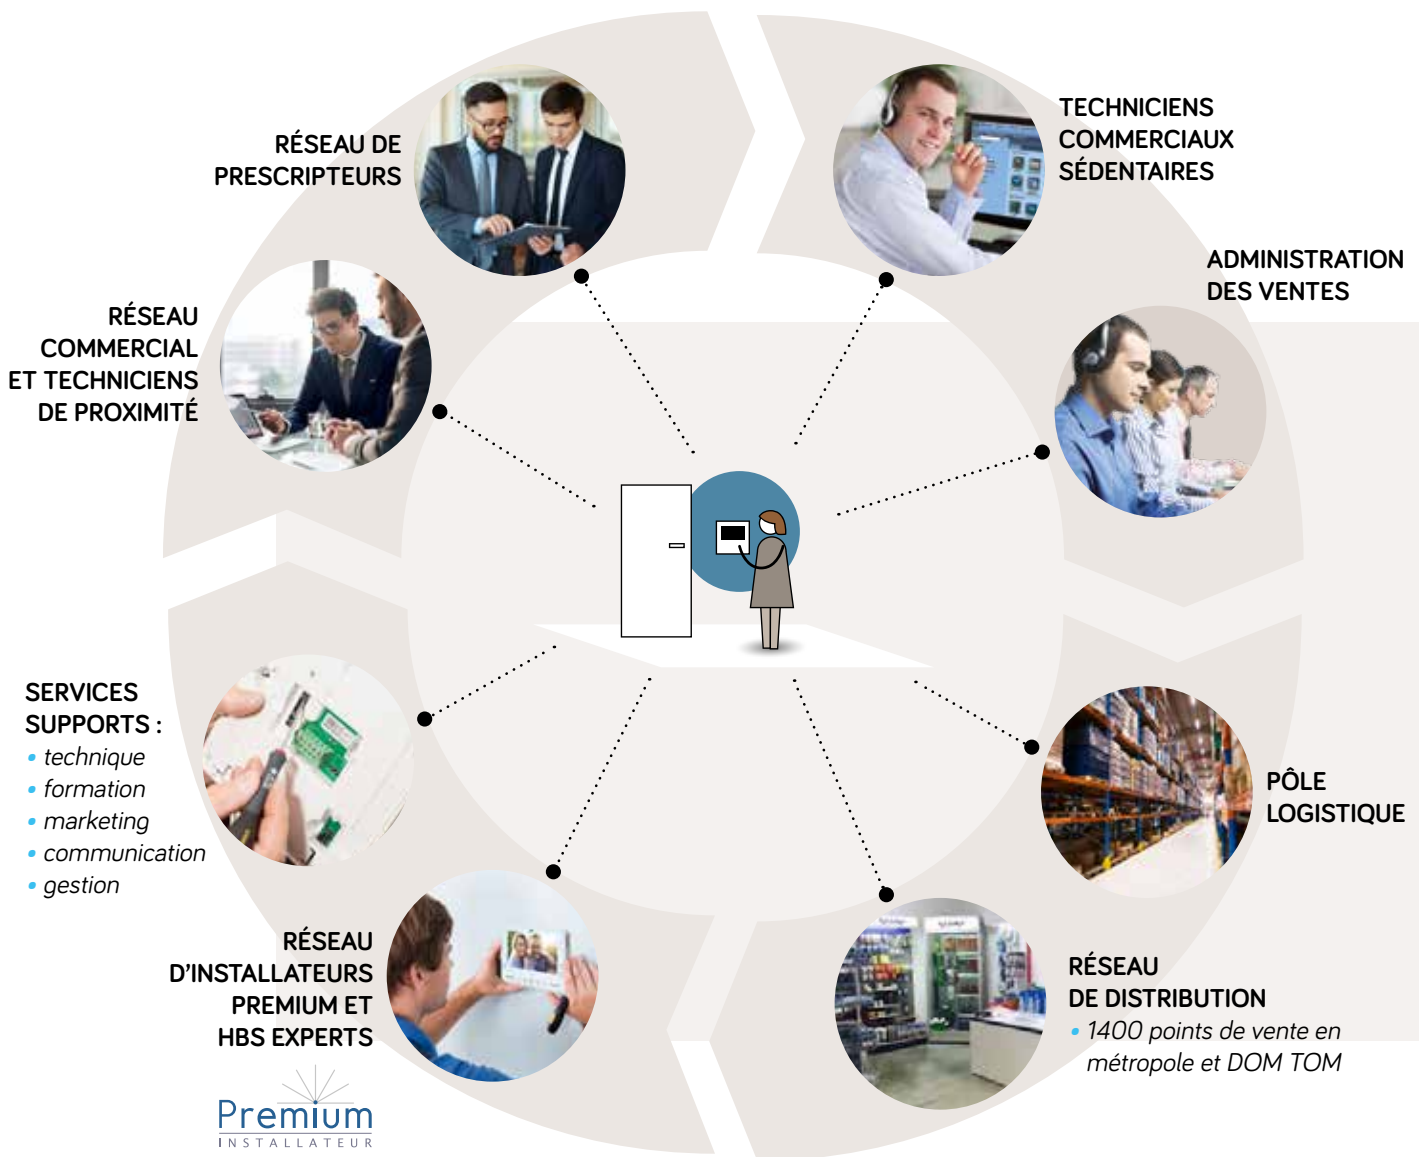 RÉSEAU DE
PRESCRIPTEURS
TECHNICIENS
COMMERCIAUX
SÉDENTAIRES
ADMINISTRATION
DES VENTES
RÉSEAU
COMMERCIAL
ET TECHNICIENS
DE PROXIMITÉ
SERVICES
SUPPORTS :
• technique
• formation
• marketing
• communication
• gestion
PÔLE
LOGISTIQUE
RÉSEAU
D'INSTALLATEURS
PREMIUM ET
HBS EXPERTS
RÉSEAU
DE DISTRIBUTION
• 1400 points de vente en
métropole et DOM TOM
Premium
INSTALLATEUR